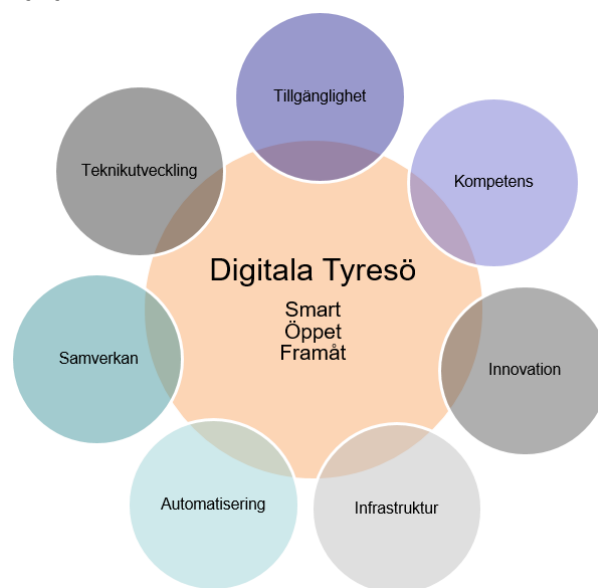 Tillgänglighet
Teknikutveckling
Kompetens
Digitala Tyresö
Smart
Öppet
Framåt
Samverkan
Innovation
Automatisering
Infrastruktur